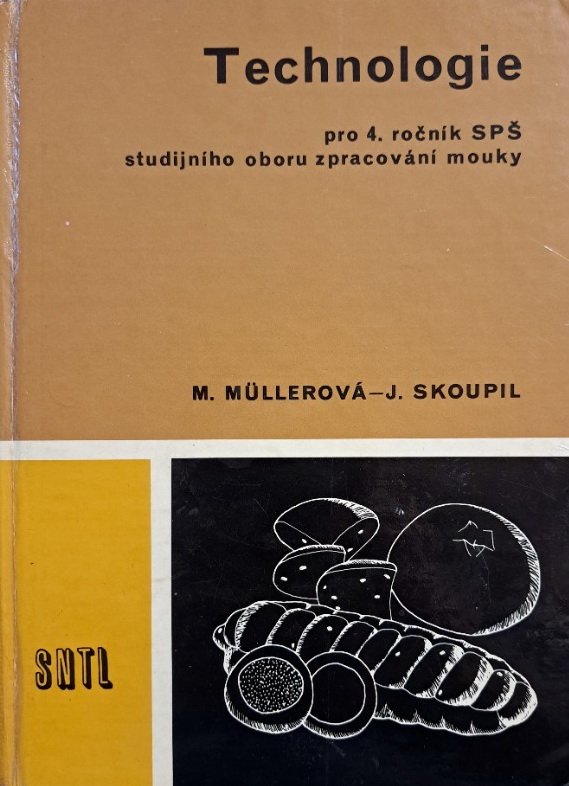 Technologie
pro 4. ročník SPŠ
studijního oboru zpracování mouky
M. MÜLLEROVÁ–J. SKOUPIL
SNTL